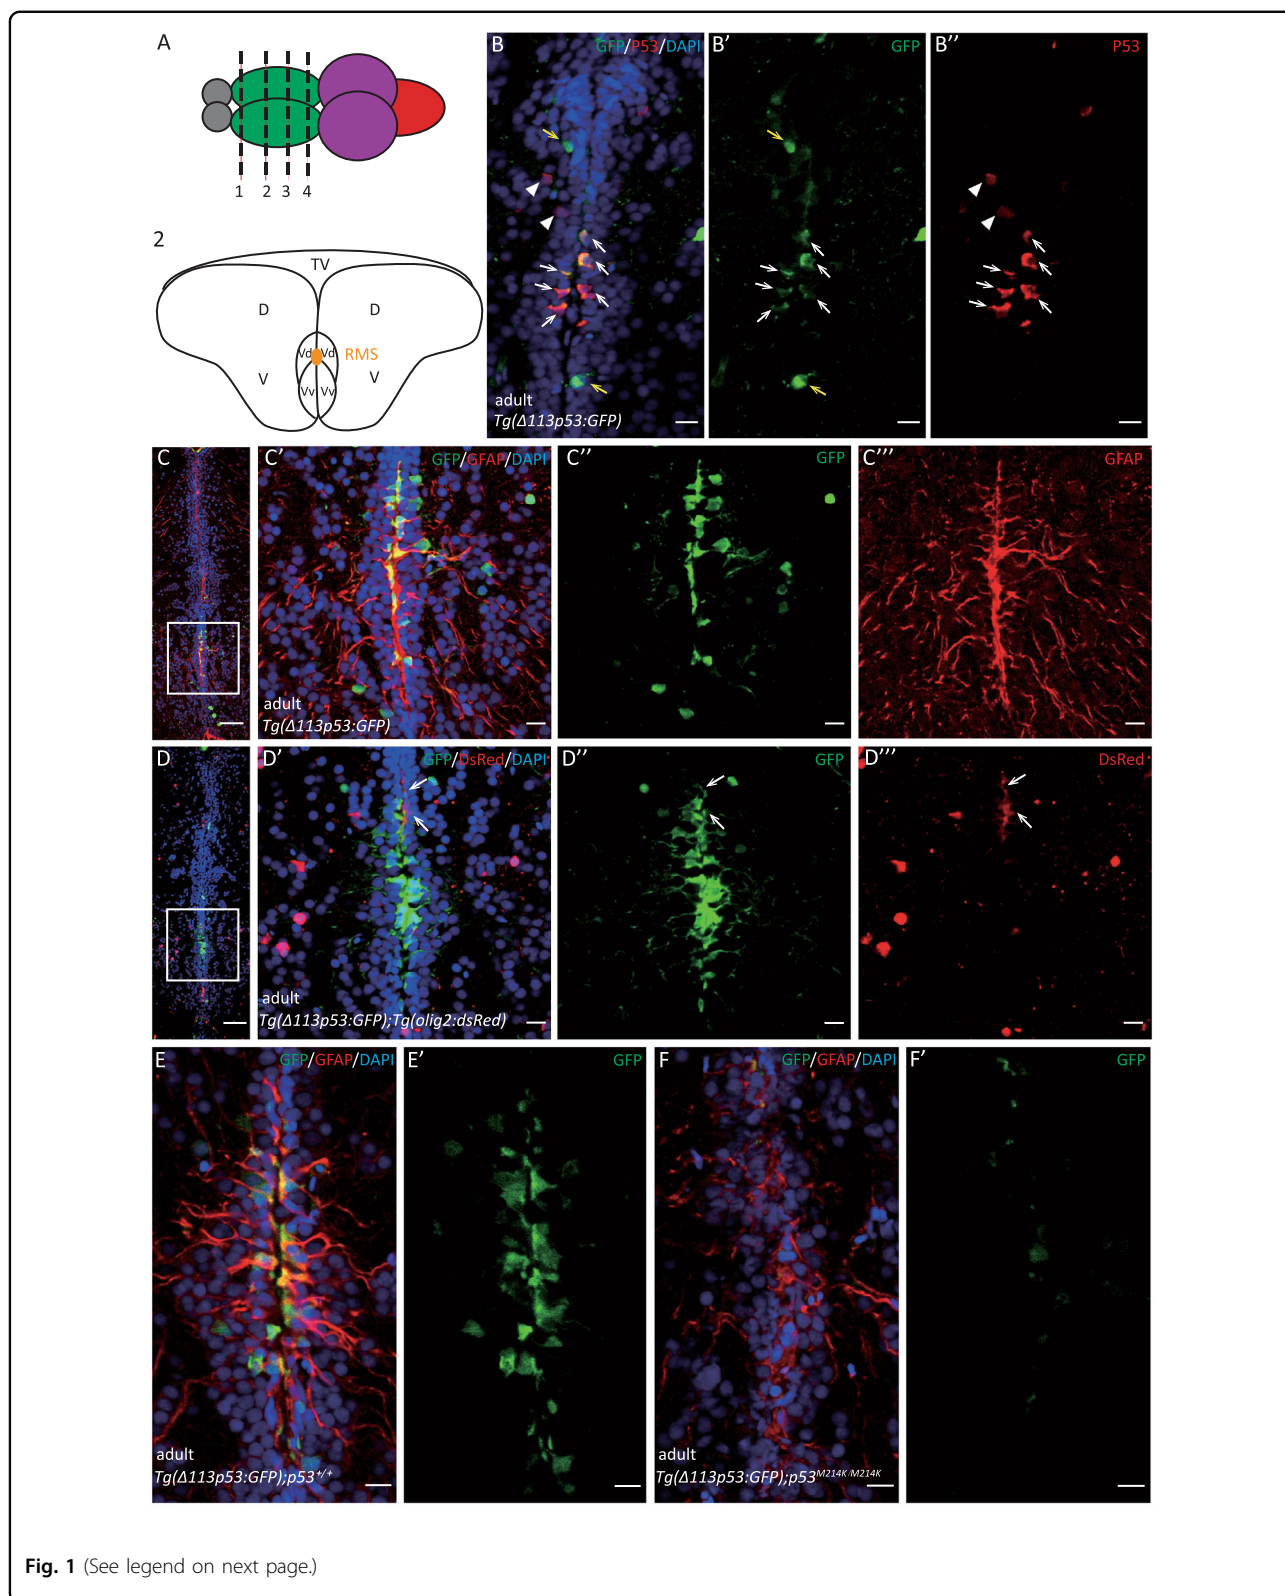 A
1 2 3 4
2
TV
D D
Vd Vd RMS
V V
Vv Vv
B GFP/P53/DAPI
adult
Tg(Δ113p53:GFP)
B′ GFP
B′′ P53
C
C′ GFP/GFAP/DAPI
adult
Tg(Δ113p53:GFP)
C′′ GFP
C′′′ GFAP
D
D′ GFP/DsRed/DAPI
adult
Tg(Δ113p53:GFP);Tg(olig2:dsRed)
D′′ GFP
D′′′ DsRed
E GFP/GFAP/DAPI
adult
Tg(Δ113p53:GFP);p53+/+
E′ GFP
F GFP/GFAP/DAPI
adult
Tg(Δ113p53:GFP);p53M214K/M214K
F′ GFP
Fig. 1 (See legend on next page.)